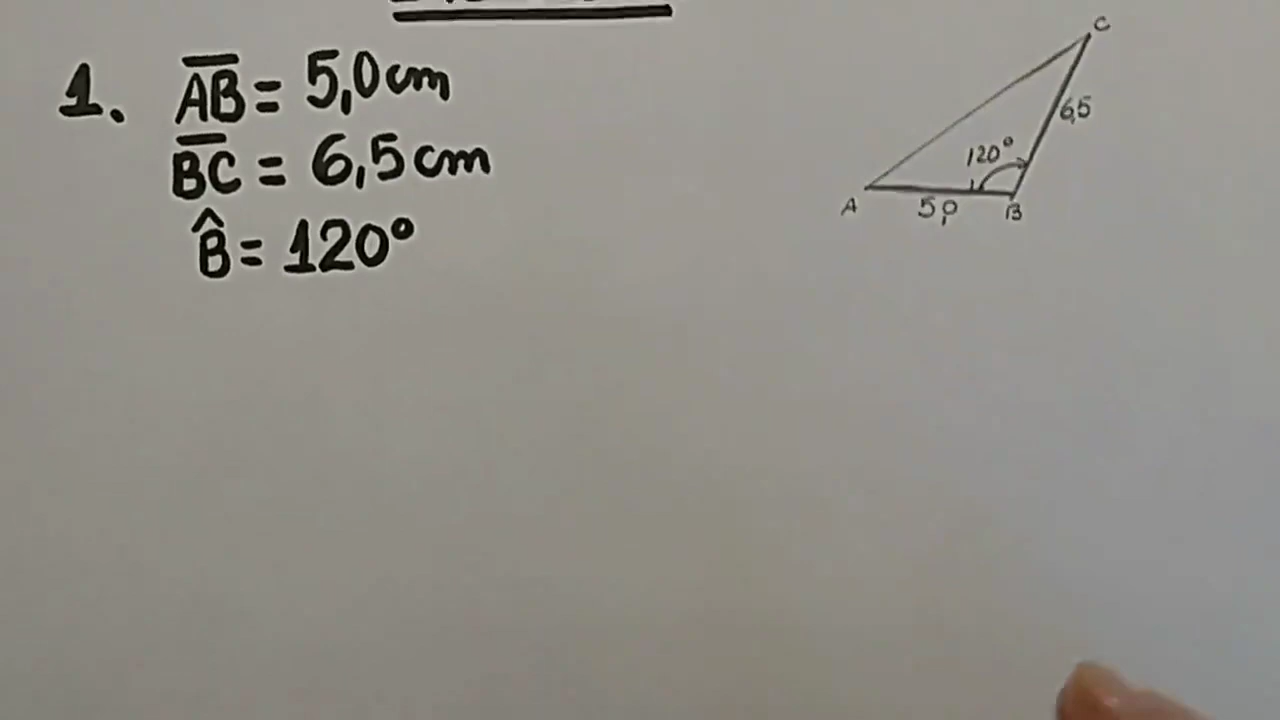 1. AB = 5,0 cm
BC = 6,5 cm
B̂ = 120°
C
6,5
120°
A
5,0
B